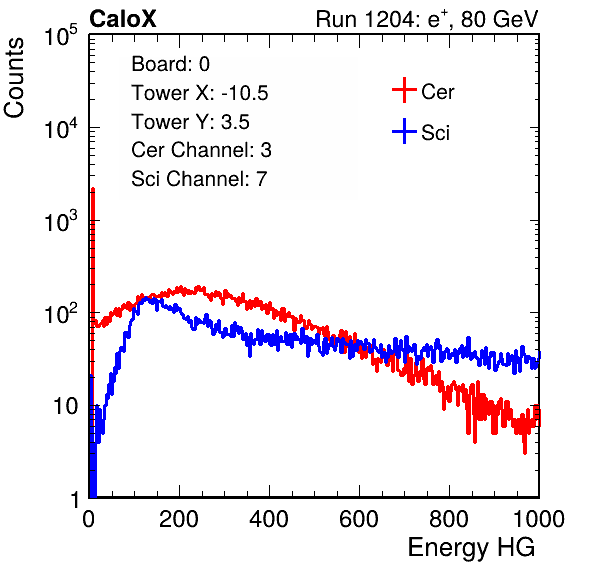 CaloX Run 1204: e⁺, 80 GeV
Counts
10⁵
10⁴
10³
10²
10
1
Board: 0
Tower X: -10.5
Tower Y: 3.5
Cer Channel: 3
Sci Channel: 7
Cer
Sci
0 200 400 600 800 1000
Energy HG